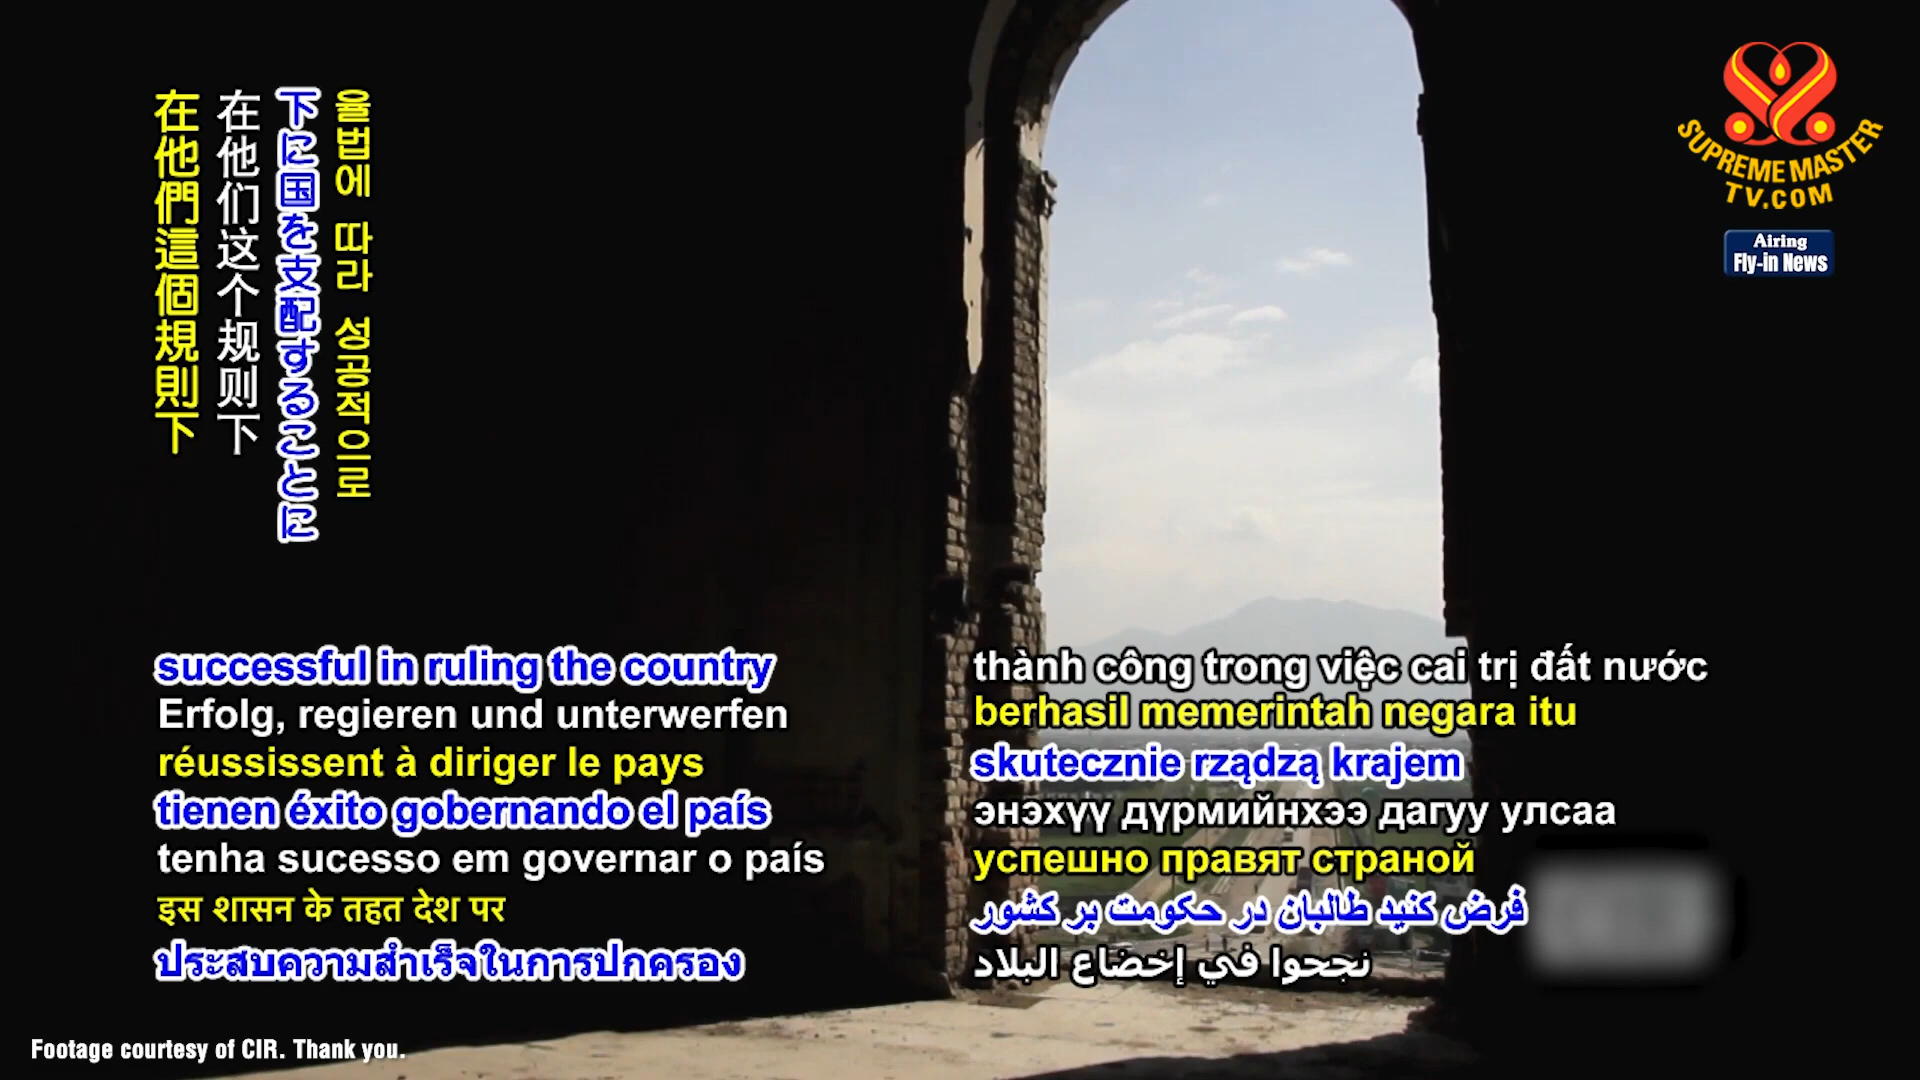 在他們這個規則下
在他们这个规则下
下に国を支配することに
율법에 따라 성공적으로
SUPREME MASTER
TV.COM
Airing
Fly-in News
successful in ruling the country
Erfolg, regieren und unterwerfen
réussissent à diriger le pays
tienen éxito gobernando el país
tenha sucesso em governar o país
इस शासन के तहत देश पर
ประสบความสำเร็จในการปกครอง
thành công trong việc cai trị đất nước
berhasil memerintah negara itu
skutecznie rządzą krajem
энэхүү дүрмийнхээ дагуу улсаа
успешно правят страной
فرض کنید طالبان در حکومت بر کشور
نجحوا في إخضاع البلاد
Footage courtesy of CIR. Thank you.